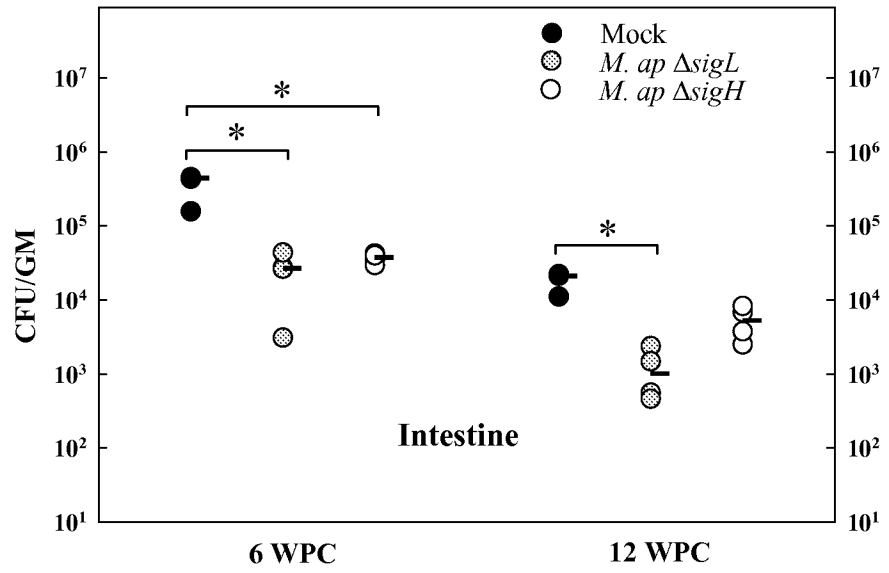 Mock
M. ap ΔsigL
M. ap ΔsigH
10⁷
10⁶
10⁵
10⁴
10³
10²
10¹
CFU/GM
*
*
*
10⁷
10⁶
10⁵
10⁴
10³
10²
10¹
Intestine
6 WPC
12 WPC